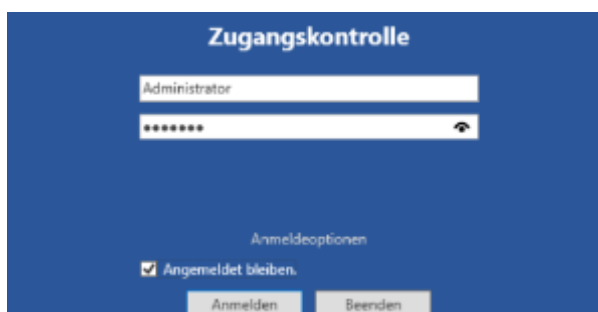 Zugangskontrolle
Administrator
•••••••
Anmeldeoptionen
Angemeldet bleiben.
Anmelden Beenden